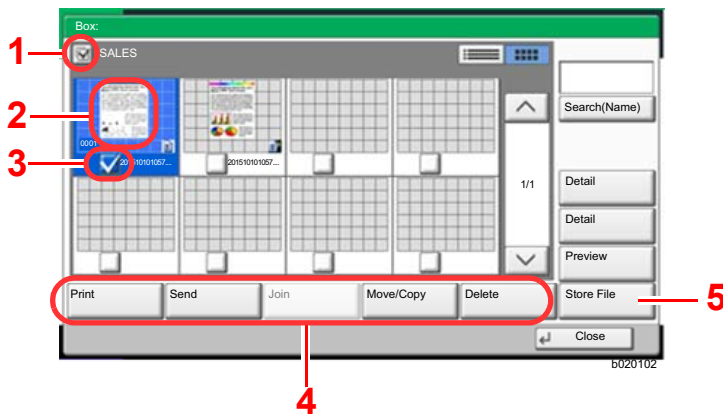 Box:
1
SALES
2
Search(Name)
0001
3
201510101057...
201510101057...
1/1
Detail
Detail
Preview
Print
Send
Join
Move/Copy
Delete
Store File
5
Close
b020102
4